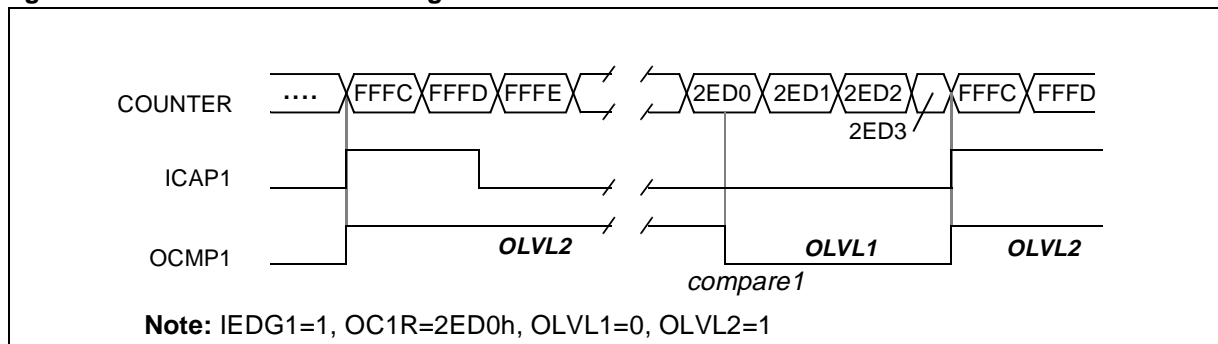 COUNTER .... FFFC FFFD FFFE 2ED0 2ED1 2ED2 FFFC FFFD
2ED3
ICAP1
OCMP1 OLVL2 OLVL1 OLVL2
compare1
Note: IEDG1=1, OC1R=2ED0h, OLVL1=0, OLVL2=1